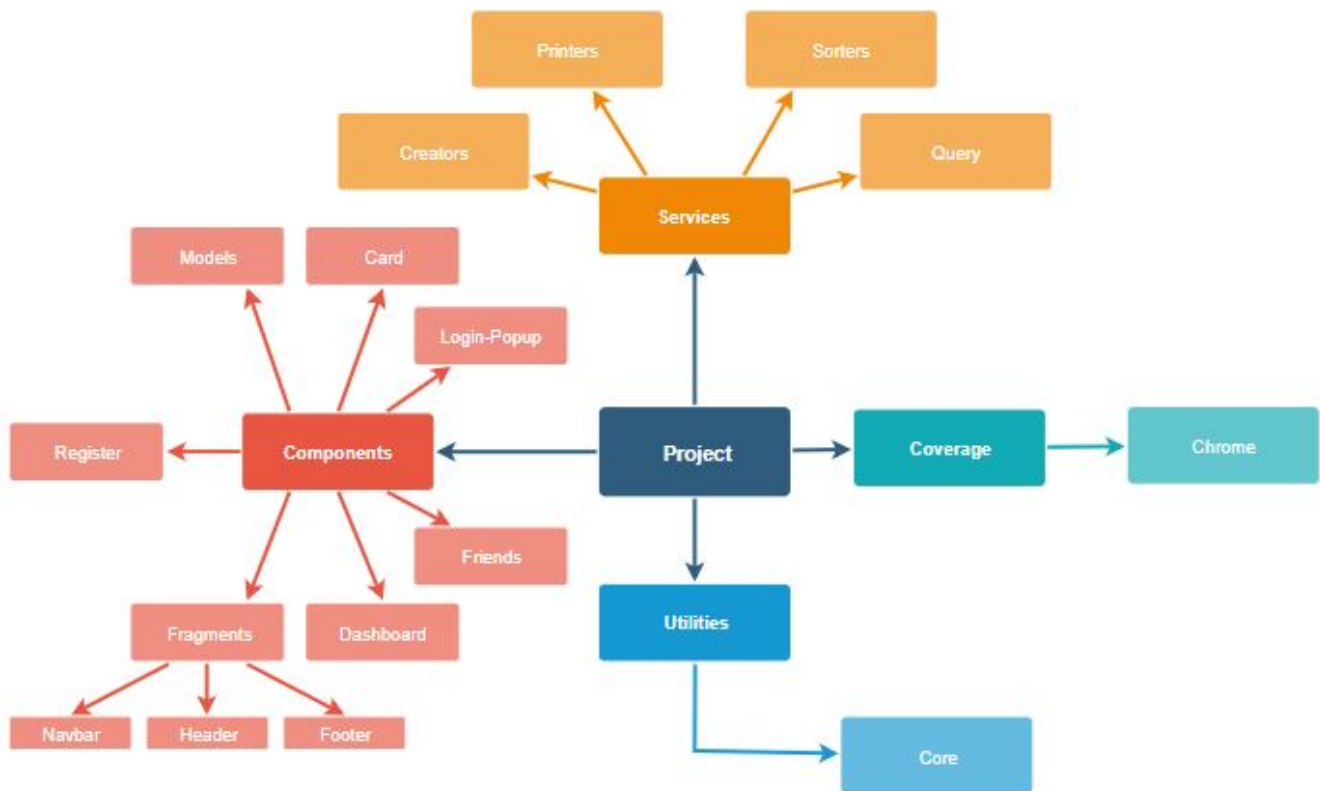 Printers
Sorters
Creators
Query
Services
Models
Card
Login-Popup
Register
Components
Project
Coverage
Chrome
Friends
Fragments
Dashboard
Utilities
Navbar
Header
Footer
Core